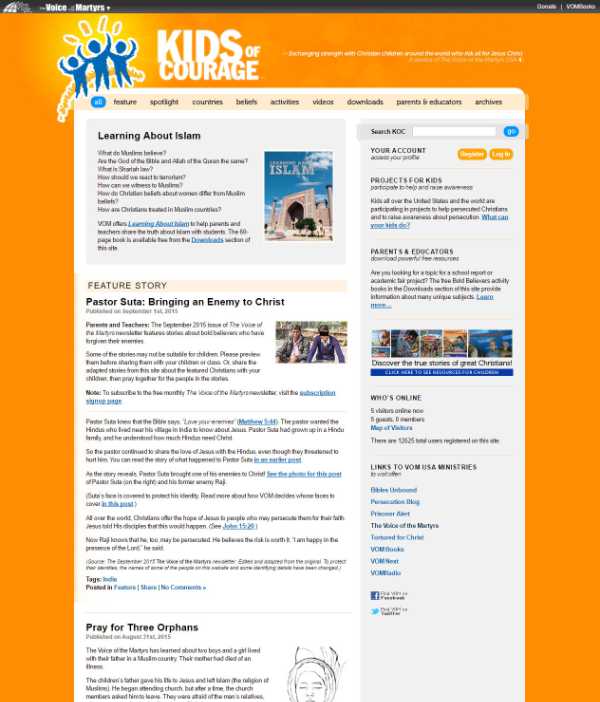 the Voice of the Martyrs ▾
Donate | VOMBooks
KIDS OF
COURAGE
Exchanging strength with Christian children around the world who risk all for Jesus Christ
A service of The Voice of the Martyrs USA
all feature spotlight countries beliefs activities videos downloads parents & educators archives
Learning About Islam
What do Muslims believe?
Are the God of the Bible and Allah of the Quran the same?
What is Shariah law?
How should we react to terrorism?
How can we witness to Muslims?
How do Christian beliefs about women differ from Muslim
beliefs?
How are Christians treated in Muslim countries?
VOM offers Learning About Islam to help parents and
teachers share the truth about Islam with students. The 60-
page book is available free from the Downloads section of
this site.
LEARNING ABOUT
ISLAM
FEATURE STORY
Pastor Suta: Bringing an Enemy to Christ
Published on September 1st, 2015
Parents and Teachers: The September 2015 issue of The Voice of
the Martyrs newsletter features stories about bold believers who have
forgiven their enemies.
Some of the stories may not be suitable for children. Please preview
them before sharing them with your children or class. Or, share the
adapted stories from this site about the featured Christians with your
children, then pray together for the people in the stories.
Note: To subscribe to the free monthly The Voice of the Martyrs newsletter, visit the subscription
signup page
Pastor Suta knew that the Bible says, "Love your enemies" (Matthew 5:44). The pastor wanted the
Hindus who lived near his village in India to know about Jesus. Pastor Suta had grown up in a Hindu
family, and he understood how much Hindus need Christ.
So the pastor continued to share the love of Jesus with the Hindus, even though they threatened to
hurt him. You can read the story of what happened to Pastor Suta in an earlier post.
As the story reveals, Pastor Suta brought one of his enemies to Christ! See the photo for this post
of Pastor Suta (on the right) and his former enemy Raji.
(Suta's face is covered to protect his identity. Read more about how VOM decides whose faces to
cover in this post.)
All over the world, Christians offer the hope of Jesus to people who may persecute them for their faith.
Jesus told His disciples that this would happen. (See John 15:20.)
Now Raji knows that he, too, may be persecuted. He believes the risk is worth it. "I am happy in the
presence of the Lord," he said.
(Source: The September 2015 The Voice of the Martyrs newsletter. Edited and adapted from the original. To protect
their identities, the names of some of the people on this website and some identifying details have been changed.)
Tags: India
Posted in Feature | Share | No Comments »
Pray for Three Orphans
Published on August 31st, 2015
The Voice of the Martyrs has learned about two boys and a girl lived
with their father in a Muslim country. Their mother had died of an
illness.
The children's father gave his life to Jesus and left Islam (the religion of
Muslims). He began attending church, but after a time, the church
members asked him to leave. They were afraid of the man's relatives,
Search KOC
go
YOUR ACCOUNT
access your profile
Register Log In
PROJECTS FOR KIDS
participate to help and raise awareness
Kids all over the United States and the world are
participating in projects to help persecuted Christians
and to raise awareness about persecution. What can
your kids do?
PARENTS & EDUCATORS
download powerful free resources
Are you looking for a topic for a school report or
academic fair project? The free Bold Believers activity
books in the Downloads section of this site provide
information about many unique subjects. Learn
more...
Discover the true stories of great Christians!
CLICK HERE TO SEE RESOURCES FOR CHILDREN
WHO'S ONLINE
5 visitors online now
5 guests, 0 members
Map of Visitors
There are 12625 total users registered on this site.
LINKS TO VOM USA MINISTRIES
to visit often
Bibles Unbound
Persecution Blog
Prisoner Alert
The Voice of the Martyrs
Tortured for Christ
VOMBooks
VOMNext
VOMRadio
Find VOM on
Facebook
Find VOM on
Twitter